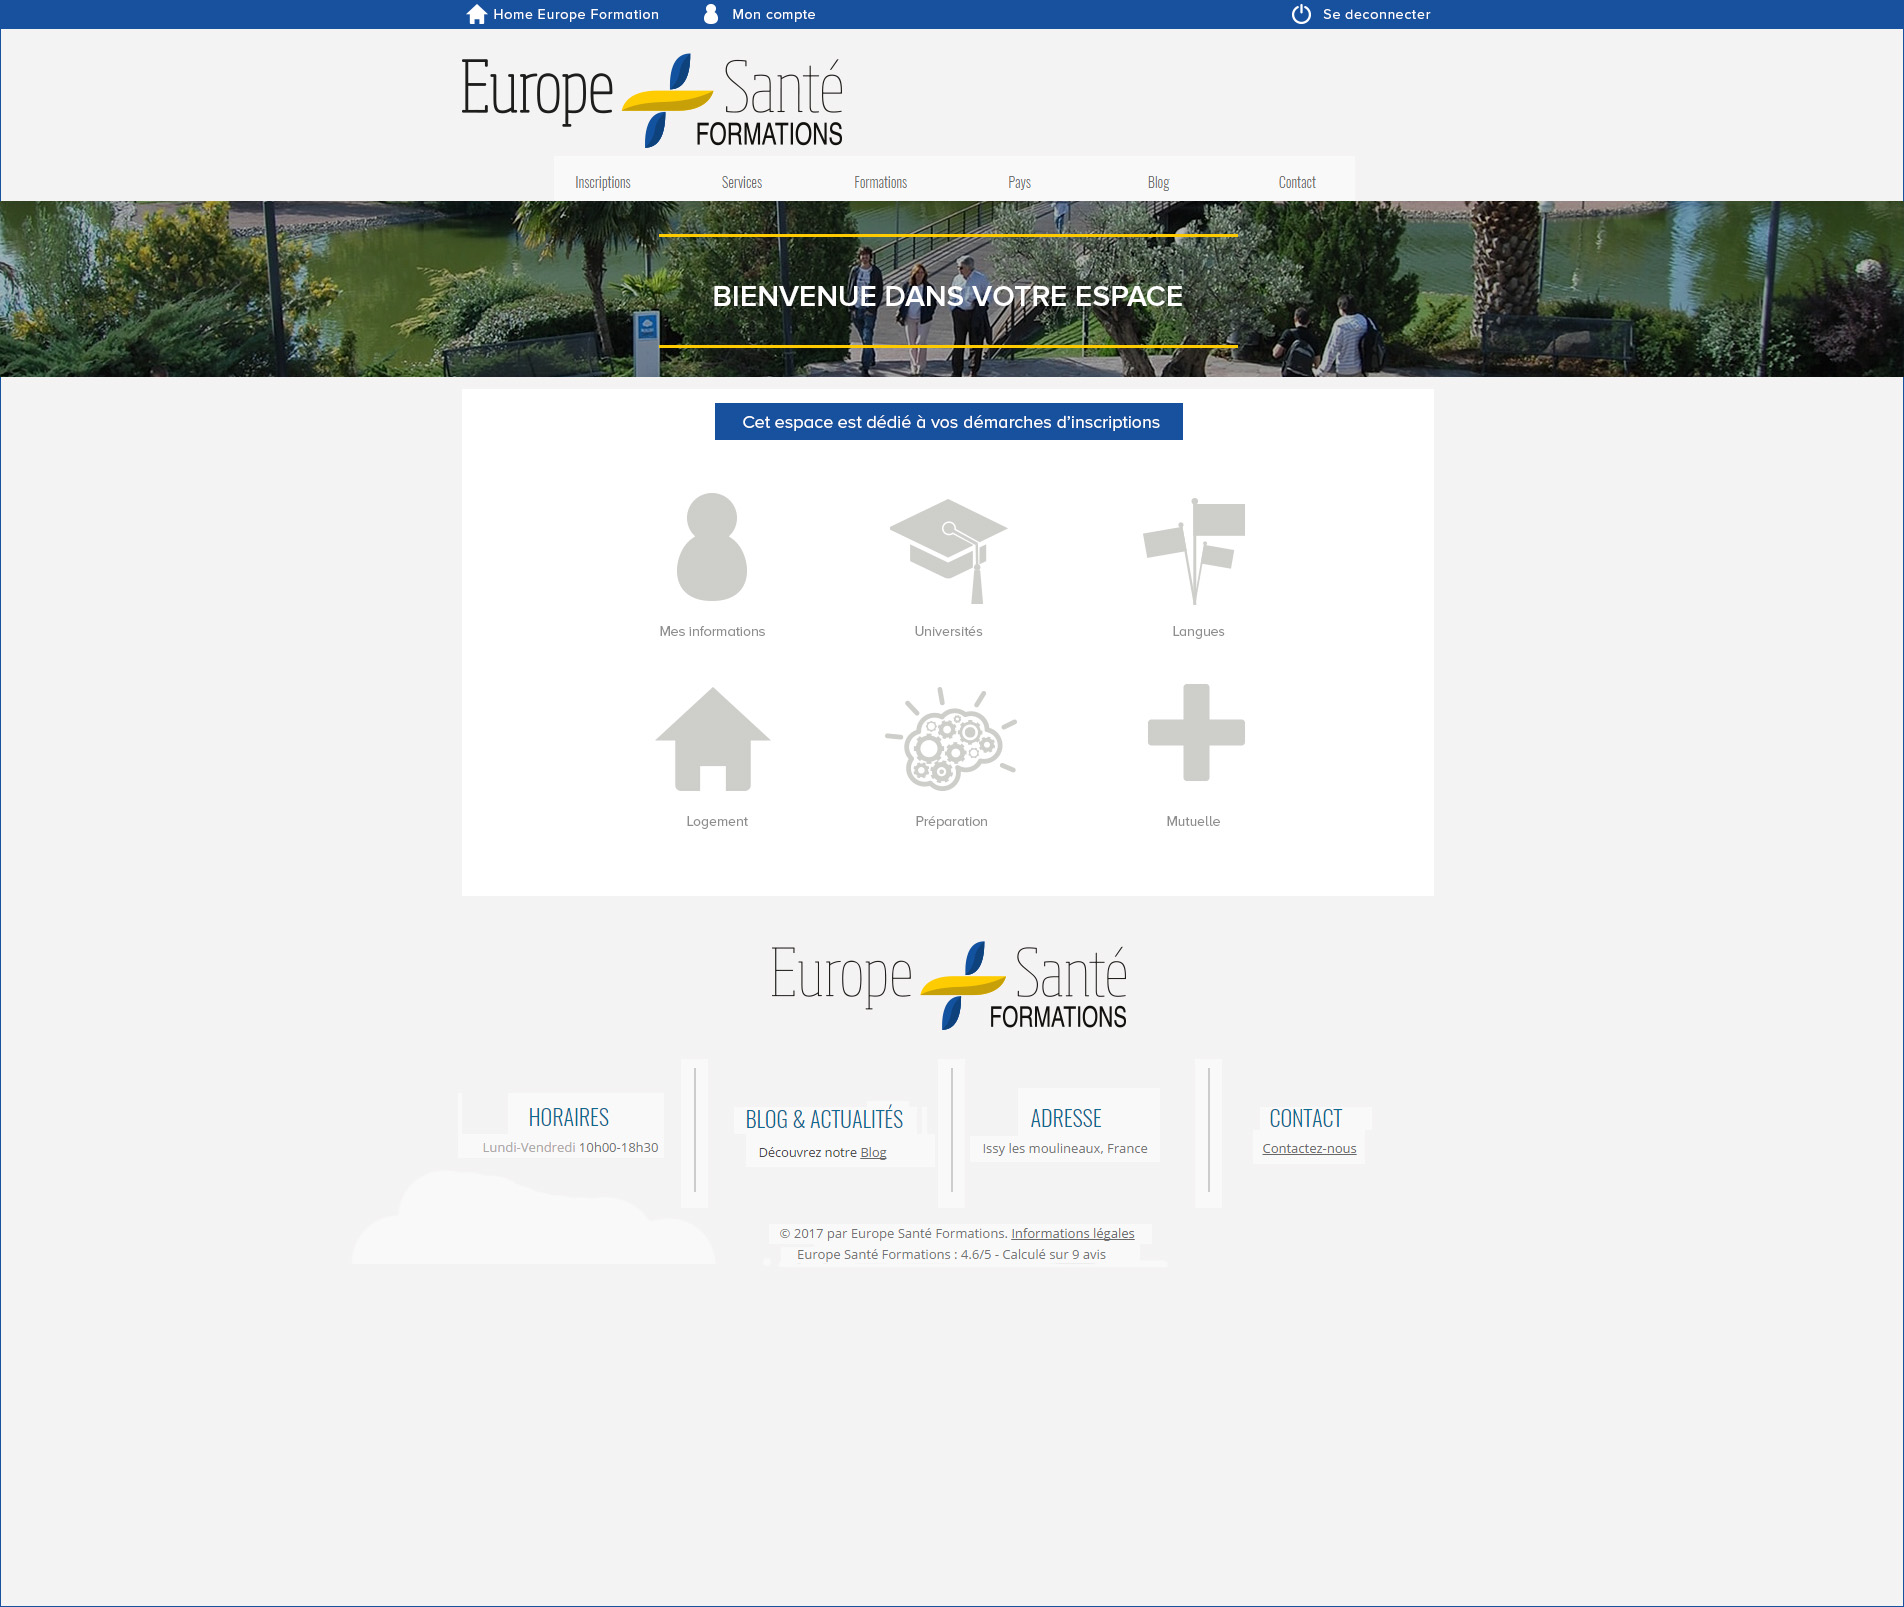 Home Europe Formation
Mon compte
Se deconnecter
Europe Santé
FORMATIONS
Inscriptions
Services
Formations
Pays
Blog
Contact
BIENVENUE DANS VOTRE ESPACE
Cet espace est dédié à vos démarches d'inscriptions
Mes informations
Universités
Langues
Logement
Préparation
Mutuelle
Europe Santé
FORMATIONS
HORAIRES
Lundi-Vendredi 10h00-18h30
BLOG & ACTUALITÉS
Découvrez notre Blog
ADRESSE
Issy les moulineaux, France
CONTACT
Contactez-nous
© 2017 par Europe Santé Formations. Informations légales
Europe Santé Formations : 4.6/5 - Calculé sur 9 avis